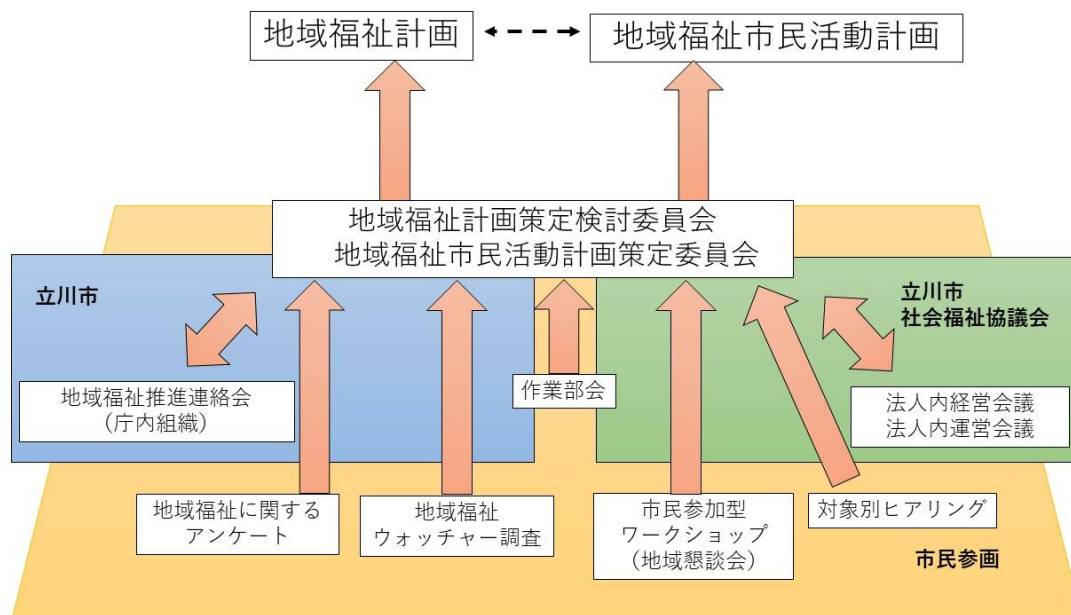 地域福祉計画
地域福祉市民活動計画
地域福祉計画策定検討委員会
地域福祉市民活動計画策定委員会
立川市
立川市
社会福祉協議会
地域福祉推進連絡会
(庁内組織)
作業部会
法人内経営会議
法人内運営会議
地域福祉に関する
アンケート
地域福祉
ウォッチャー調査
市民参加型
ワークショップ
(地域懇談会)
対象別ヒアリング
市民参画